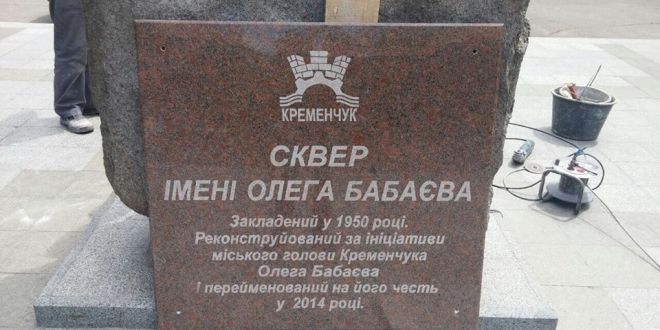 КРЕМЕНЧУК
СКВЕР
ІМЕНІ ОЛЕГА БАБАЄВА
Закладений у 1950 році.
Реконструйований за ініціативи
міського голови Кременчука
Олега Бабаєва
І перейменований на його честь
у 2014 році.